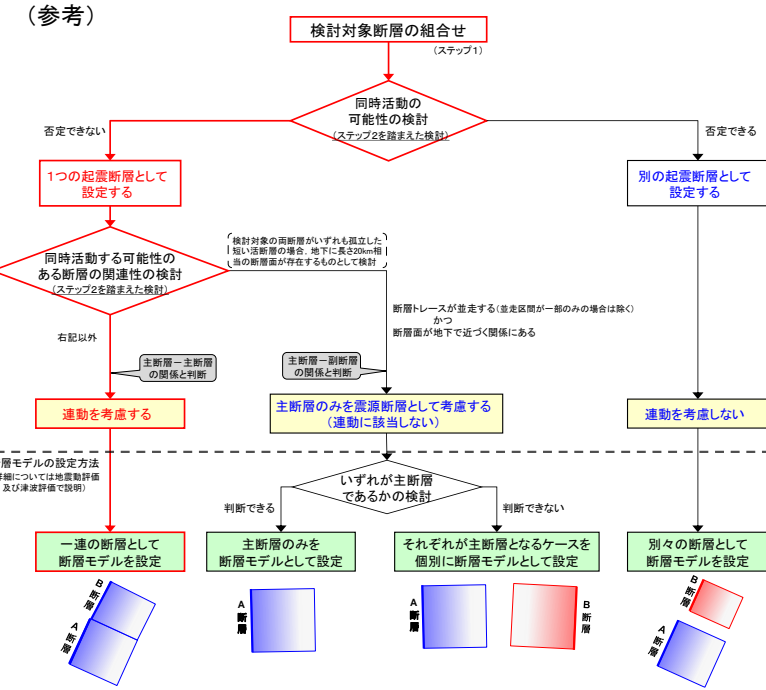 （参考）
検討対象断層の組合せ
（ステップ1）
同時活動の
可能性の検討
（ステップ2を踏まえた検討）
否定できない
否定できる
1つの起震断層として
設定する
別の起震断層として
設定する
同時活動する可能性の
ある断層の関連性の検討
（ステップ2を踏まえた検討）
検討対象の両断層がいずれも孤立した
短い活断層の場合、地下に長さ20km相
当の断層面が存在するものとして検討
断層トレースが並走する（並走区間が一部のみの場合は除く）
かつ
断層面が地下で近づく関係にある
右記以外
主断層－主断層
の関係と判断
主断層－副断層
の関係と判断
連動を考慮する
主断層のみを震源断層として考慮する
（連動に該当しない）
連動を考慮しない
層モデルの設定方法
細については地震動評価
及び津波評価で説明）
いずれが主断層
であるかの検討
判断できる
判断できない
一連の断層として
断層モデルを設定
主断層のみを
断層モデルとして設定
それぞれが主断層となるケースを
個別に断層モデルとして設定
別々の断層として
断層モデルを設定
B断層
A断層
A断層
A断層
B断層
B断層
A断層